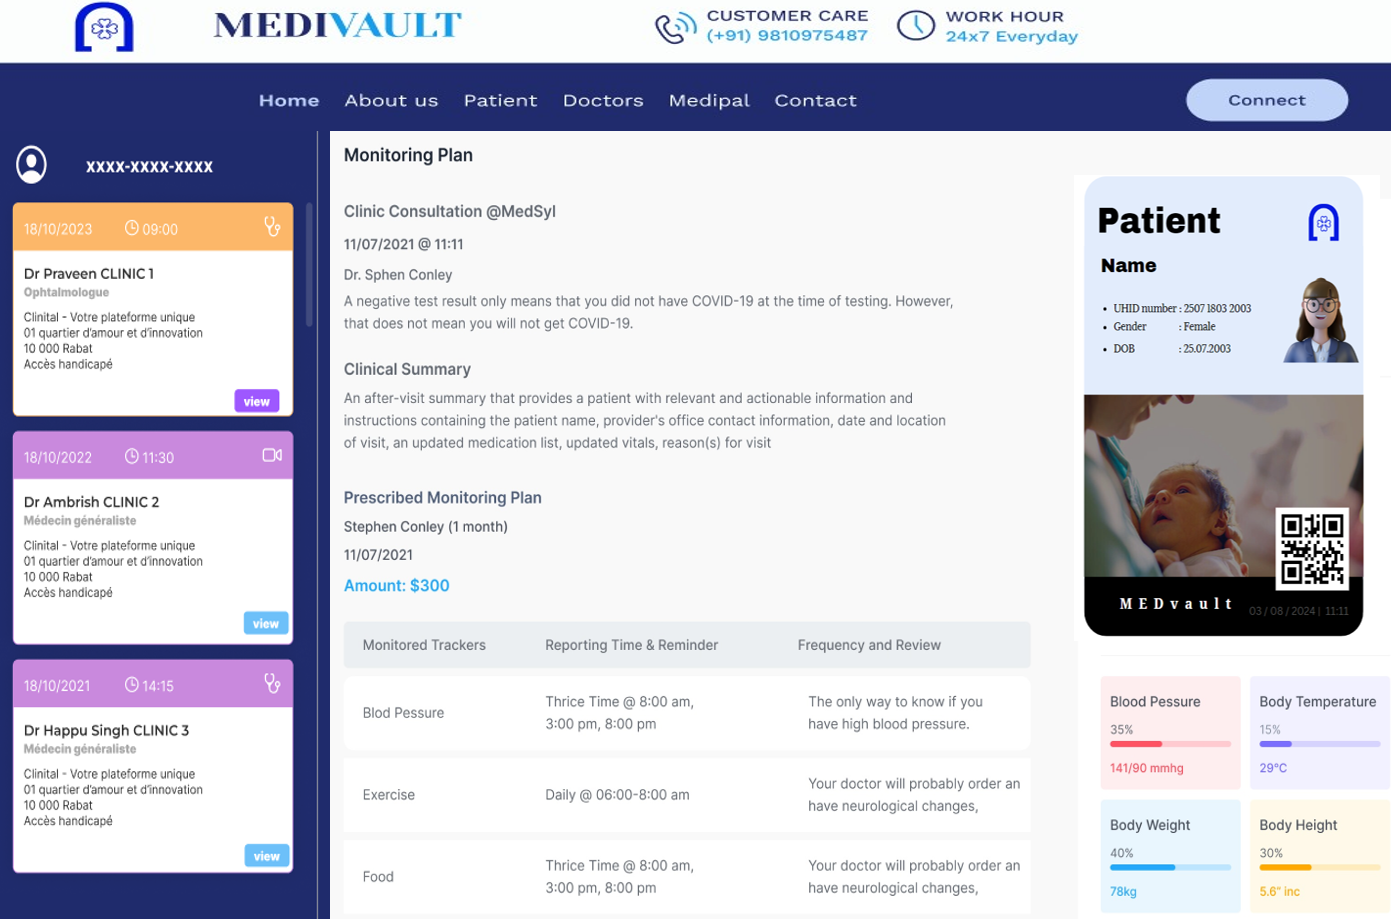 MEDIVAULT
CUSTOMER CARE
(+91) 9810975487
WORK HOUR
24x7 Everyday
Home About us Patient Doctors Medipal Contact
Connect
XXXX-XXXX-XXXX
18/10/2023 09:00
Dr Praveen CLINIC 1
Ophtalmologue
Clinital - Votre plateforme unique
01 quartier d'amour et d'innovation
10 000 Rabat
Accès handicapé
view
18/10/2022 11:30
Dr Ambrish CLINIC 2
Médecin généraliste
Clinital - Votre plateforme unique
01 quartier d'amour et d'innovation
10 000 Rabat
Accès handicapé
view
18/10/2021 14:15
Dr Happu Singh CLINIC 3
Médecin généraliste
Clinital - Votre plateforme unique
01 quartier d'amour et d'innovation
10 000 Rabat
Accès handicapé
view
Monitoring Plan
Clinic Consultation @MedSyl
11/07/2021 @ 11:11
Dr. Sphen Conley
A negative test result only means that you did not have COVID-19 at the time of testing. However,
that does not mean you will not get COVID-19.
Clinical Summary
An after-visit summary that provides a patient with relevant and actionable information and
instructions containing the patient name, provider's office contact information, date and location
of visit, an updated medication list, updated vitals, reason(s) for visit
Prescribed Monitoring Plan
Stephen Conley (1 month)
11/07/2021
Amount: $300
Monitored Trackers Reporting Time & Reminder Frequency and Review
Blod Pessure
Thrice Time @ 8:00 am,
3:00 pm, 8:00 pm
The only way to know if you
have high blood pressure.
Exercise
Daily @ 06:00-8:00 am
Your doctor will probably order an
have neurological changes,
Food
Thrice Time @ 8:00 am,
3:00 pm, 8:00 pm
Your doctor will probably order an
have neurological changes,
Patient
Name
• UHID number : 2507 1803 2003
• Gender : Female
• DOB : 25.07.2003
MEDvault
03 / 08 / 2024 | 11:11
Blood Pessure
35%
141/90 mmhg
Body Temperature
15%
29°C
Body Weight
40%
78kg
Body Height
30%
5.6" inc